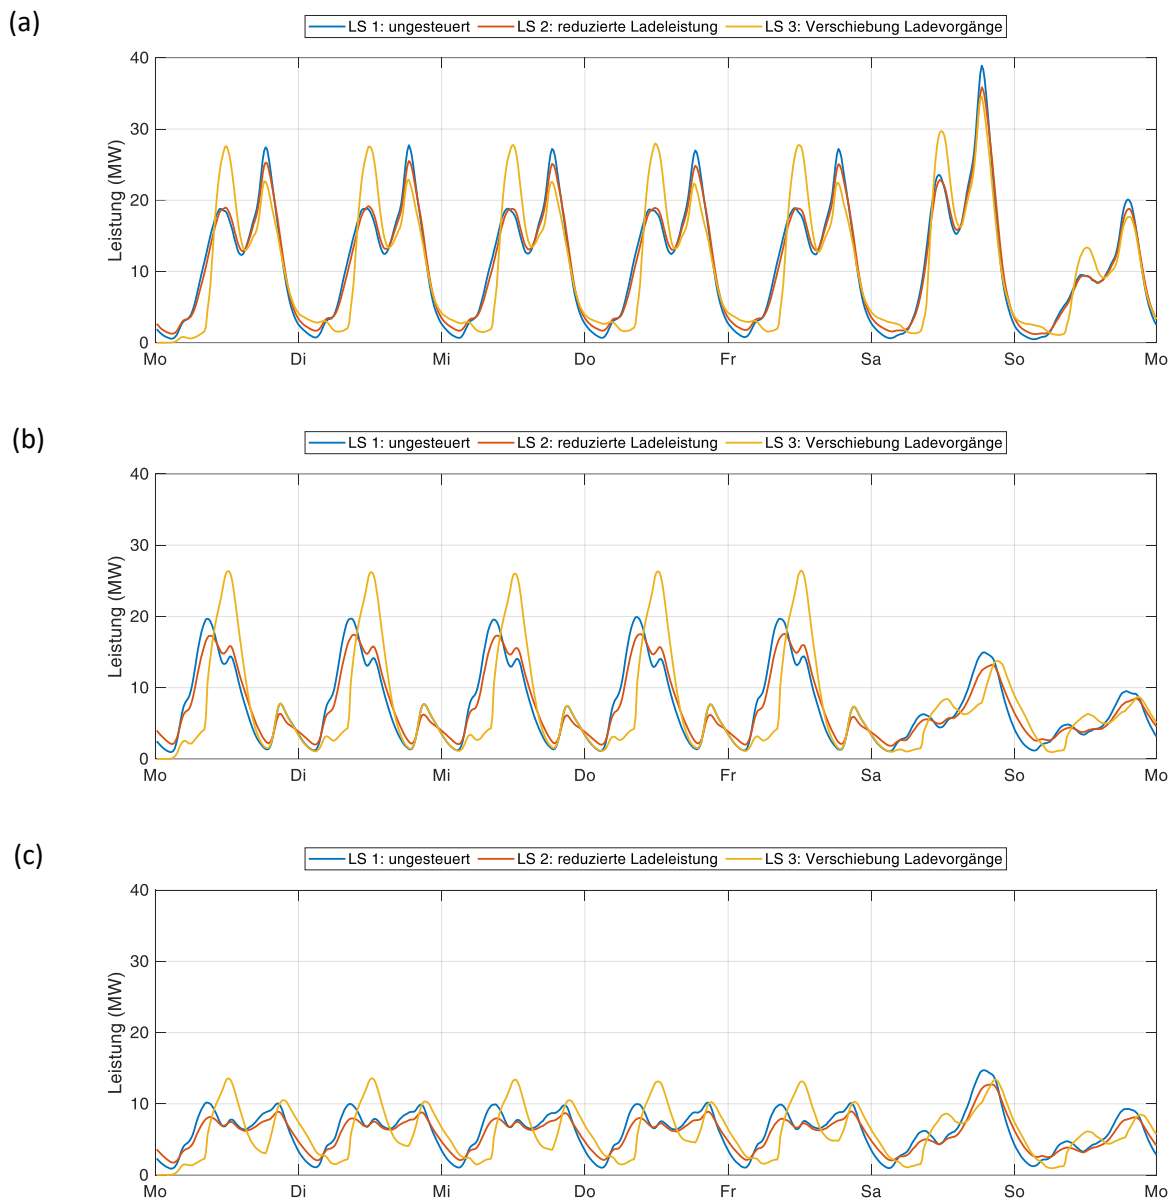 (a)
LS 1: ungesteuert LS 2: reduzierte Ladeleistung LS 3: Verschiebung Ladevorgänge
40
30
20
10
0
Leistung (MW)
Mo Di Mi Do Fr Sa So Mo
(b)
LS 1: ungesteuert LS 2: reduzierte Ladeleistung LS 3: Verschiebung Ladevorgänge
40
30
20
10
0
Leistung (MW)
Mo Di Mi Do Fr Sa So Mo
(c)
LS 1: ungesteuert LS 2: reduzierte Ladeleistung LS 3: Verschiebung Ladevorgänge
40
30
20
10
0
Leistung (MW)
Mo Di Mi Do Fr Sa So Mo